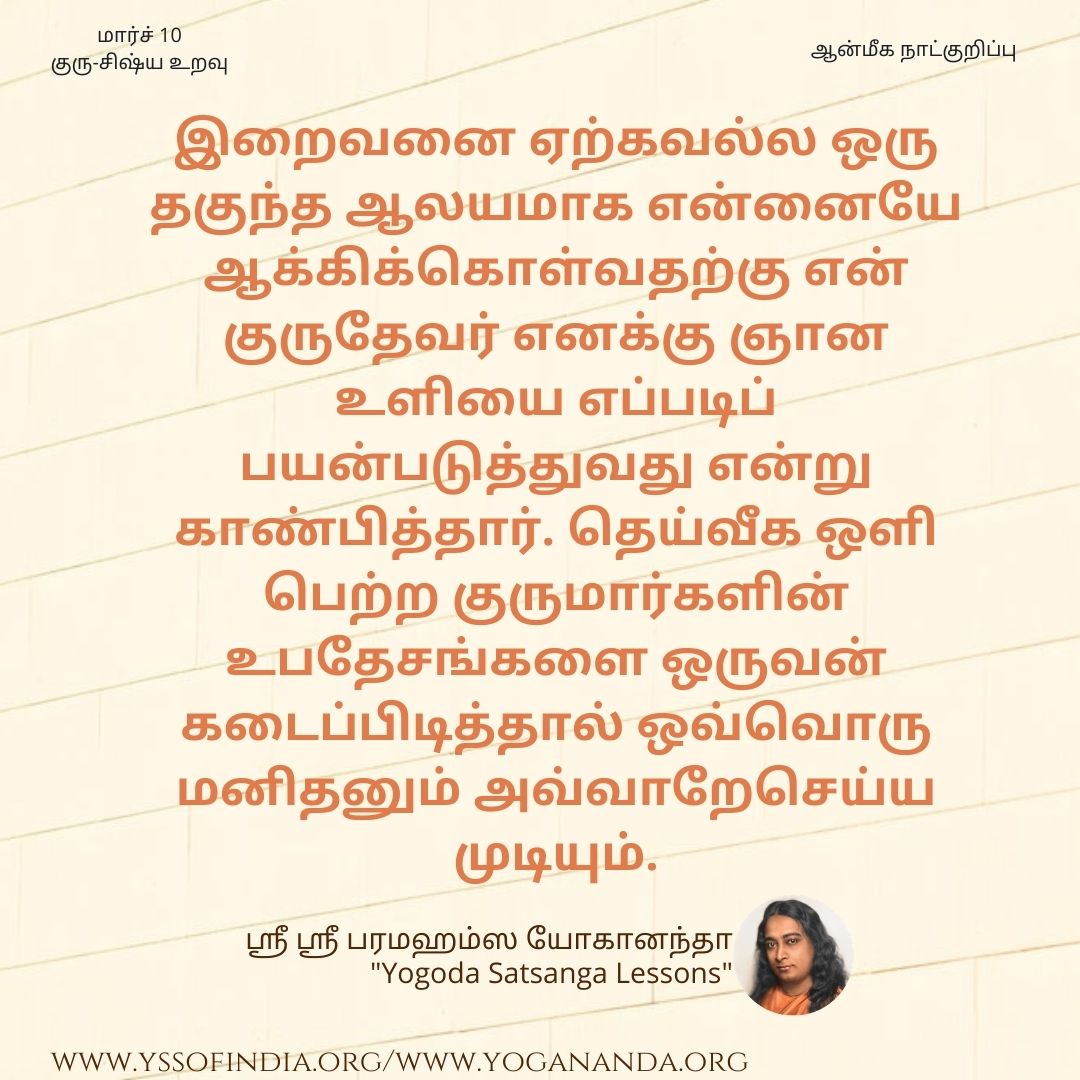 மார்ச் 10
குரு-சிஷ்ய உறவு
ஆன்மீக நாட்குறிப்பு
இறைவனை ஏற்கவல்ல ஒரு
தகுந்த ஆலயமாக என்னையே
ஆக்கிக்கொள்வதற்கு என்
குருதேவர் எனக்கு ஞான
உளியை எப்படிப்
பயன்படுத்துவது என்று
காண்பித்தார். தெய்வீக ஒளி
பெற்ற குருமார்களின்
உபதேசங்களை ஒருவன்
கடைப்பிடித்தால் ஒவ்வொரு
மனிதனும் அவ்வாறேசெய்ய
முடியும்.
ஸ்ரீ ஸ்ரீ பரமஹம்ஸ யோகானந்தா
"Yogoda Satsanga Lessons"
WWW.YSSOFINDIA.ORG/WWW.YOGANANDA.ORG